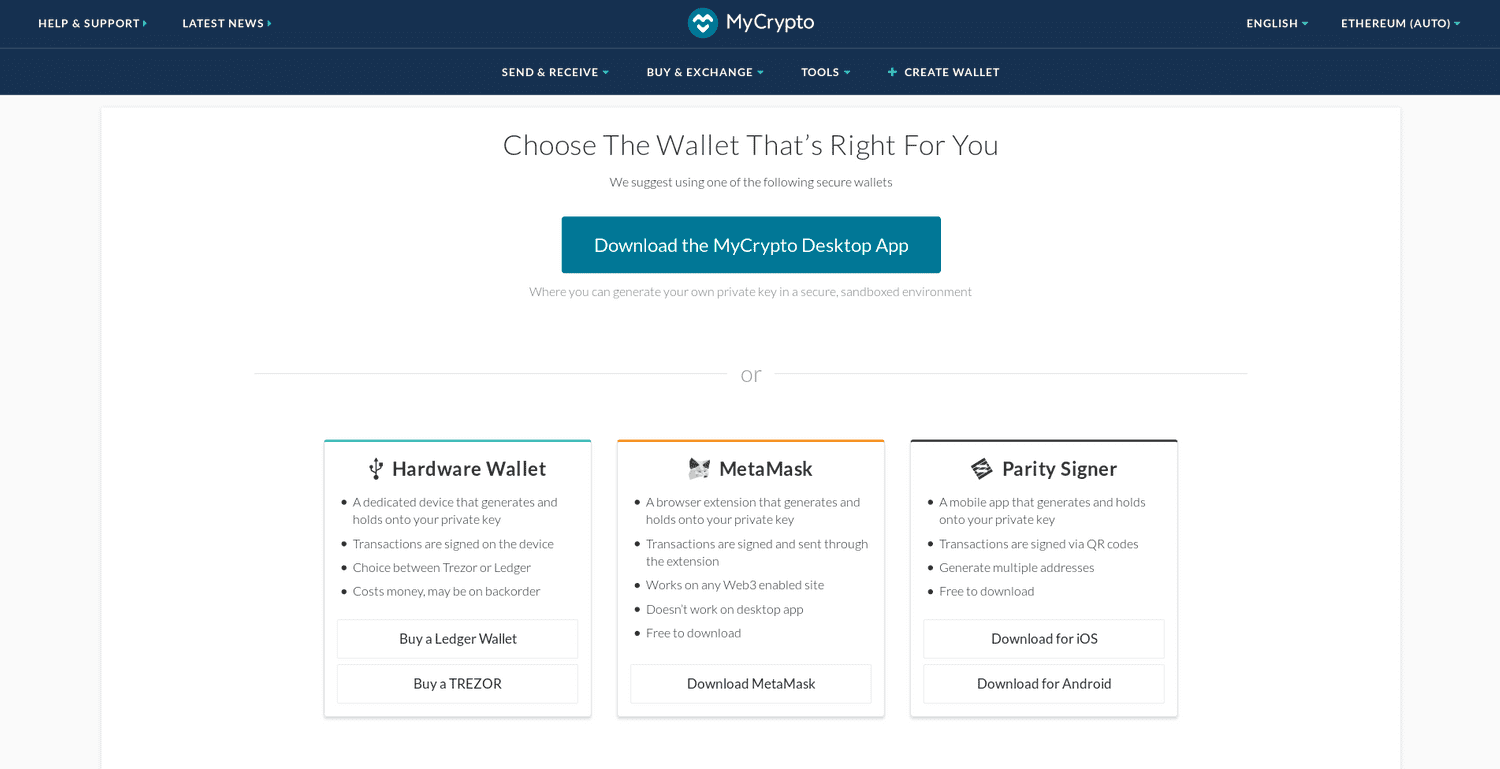 HELP & SUPPORT
LATEST NEWS
MyCrypto
ENGLISH
ETHEREUM (AUTO)
SEND & RECEIVE
BUY & EXCHANGE
TOOLS
CREATE WALLET
Choose The Wallet That’s Right For You
We suggest using one of the following secure wallets
Download the MyCrypto Desktop App
Where you can generate your own private key in a secure, sandboxed environment
or
Hardware Wallet
A dedicated device that generates and
holds onto your private key
Transactions are signed on the device
Choice between Trezor or Ledger
Costs money, may be on backorder
Buy a Ledger Wallet
Buy a TREZOR
MetaMask
A browser extension that generates and
holds onto your private key
Transactions are signed and sent through
the extension
Works on any Web3 enabled site
Doesn’t work on desktop app
Free to download
Download MetaMask
Parity Signer
A mobile app that generates and holds
onto your private key
Transactions are signed via QR codes
Generate multiple addresses
Free to download
Download for iOS
Download for Android